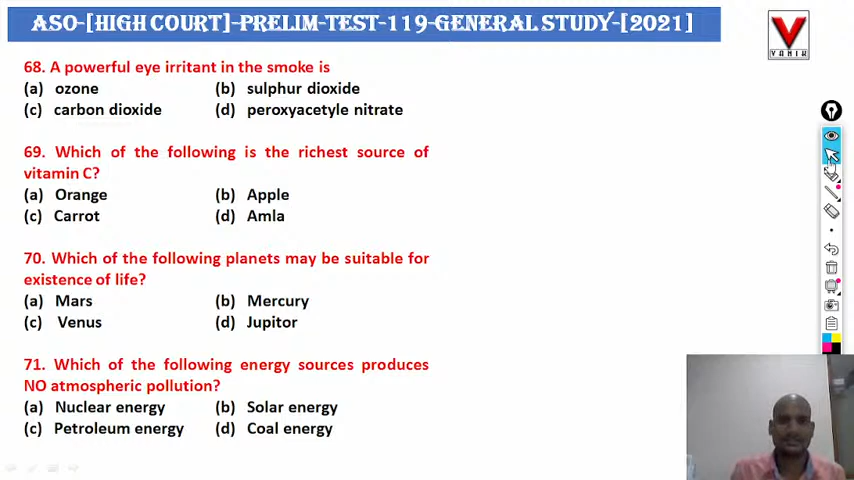 ASO-[HIGH COURT]-PRELIM-TEST-119-GENERAL STUDY-[2021]
VAMIK
68. A powerful eye irritant in the smoke is
(a) ozone (b) sulphur dioxide
(c) carbon dioxide (d) peroxyacetyle nitrate
69. Which of the following is the richest source of
vitamin C?
(a) Orange (b) Apple
(c) Carrot (d) Amla
70. Which of the following planets may be suitable for
existence of life?
(a) Mars (b) Mercury
(c) Venus (d) Jupitor
71. Which of the following energy sources produces
NO atmospheric pollution?
(a) Nuclear energy (b) Solar energy
(c) Petroleum energy (d) Coal energy